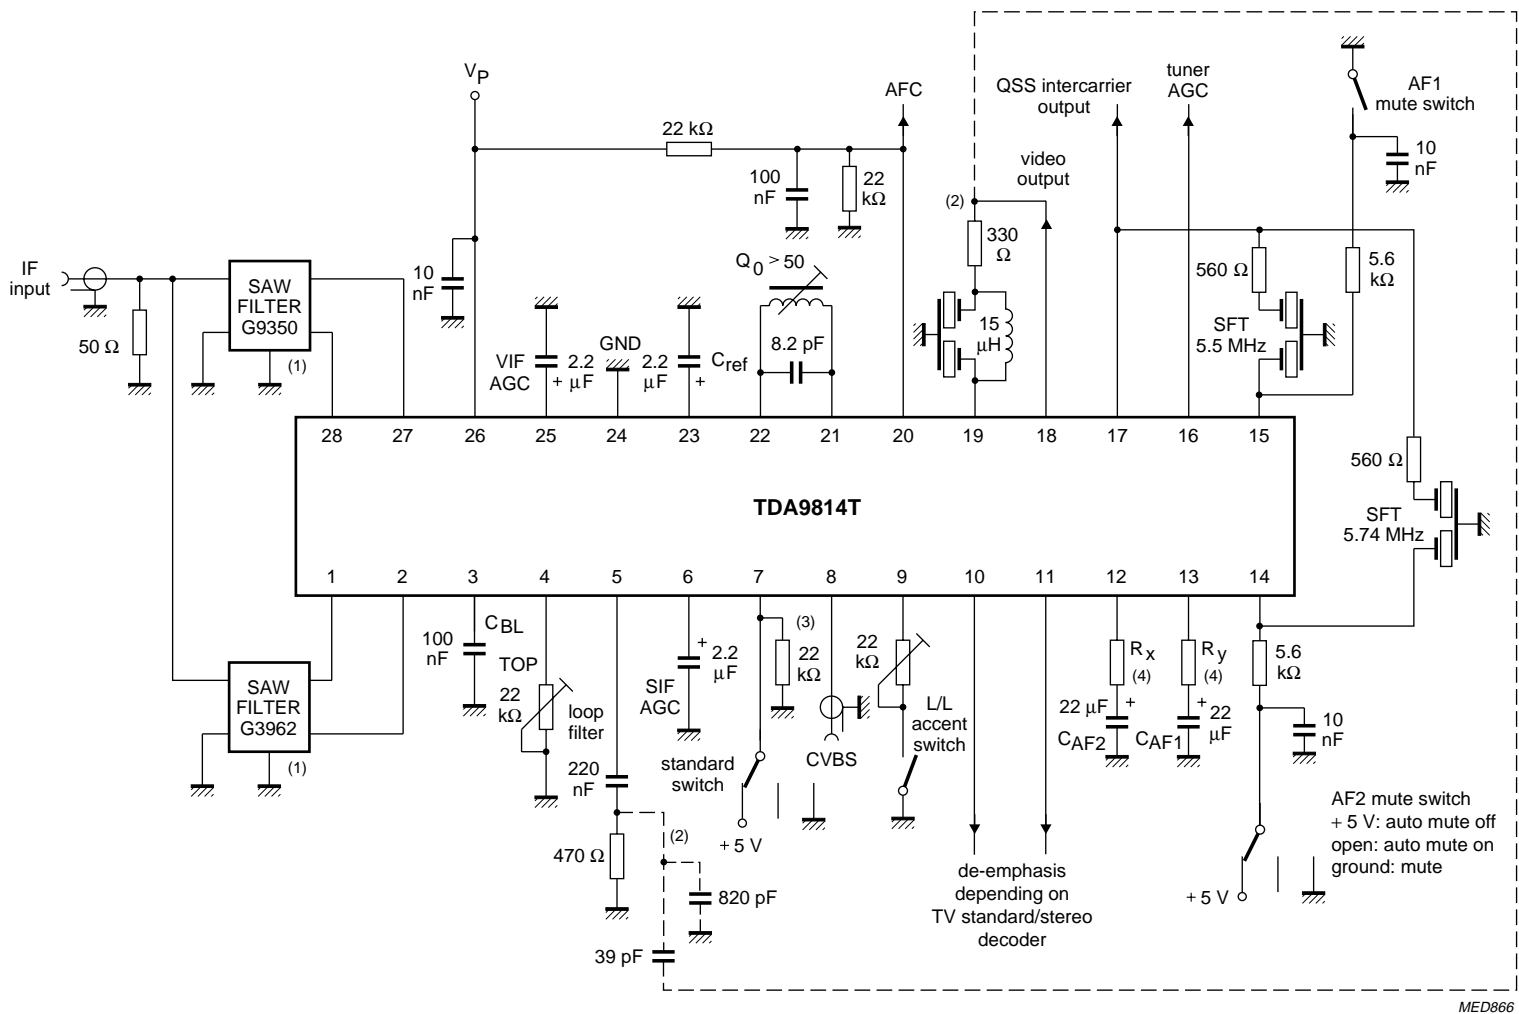 VP
AFC
QSS intercarrier
output
tuner
AGC
AF1
mute switch
22 kΩ
10
nF
video
output
100
nF
22
kΩ
(2)
330
Ω
IF
input
SAW
FILTER
G9350
(1)
50 Ω
10
nF
Q0 > 50
560 Ω
5.6
kΩ
SFT
5.5 MHz
15
μH
VIF
AGC
2.2
μF
+
GND
2.2
μF
+
Cref
8.2 pF
28 27 26 25 24 23 22 21 20 19 18 17 16 15
560 Ω
SFT
5.74 MHz
TDA9814T
1 2 3 4 5 6 7 8 9 10 11 12 13 14
CBL
100
nF
TOP
22
kΩ
loop
filter
SAW
FILTER
G3962
(1)
+
2.2
μF
SIF
AGC
(3)
22
kΩ
22
kΩ
L/L
accent
switch
Rx
(4)
Ry
(4)
5.6
kΩ
22 μF
+
CAF2
+
22
μF
CAF1
10
nF
standard
switch
+ 5 V
CVBS
220
nF
(2)
470 Ω
820 pF
39 pF
de-emphasis
depending on
TV standard/stereo
decoder
AF2 mute switch
+ 5 V: auto mute off
open: auto mute on
ground: mute
+ 5 V
MED866